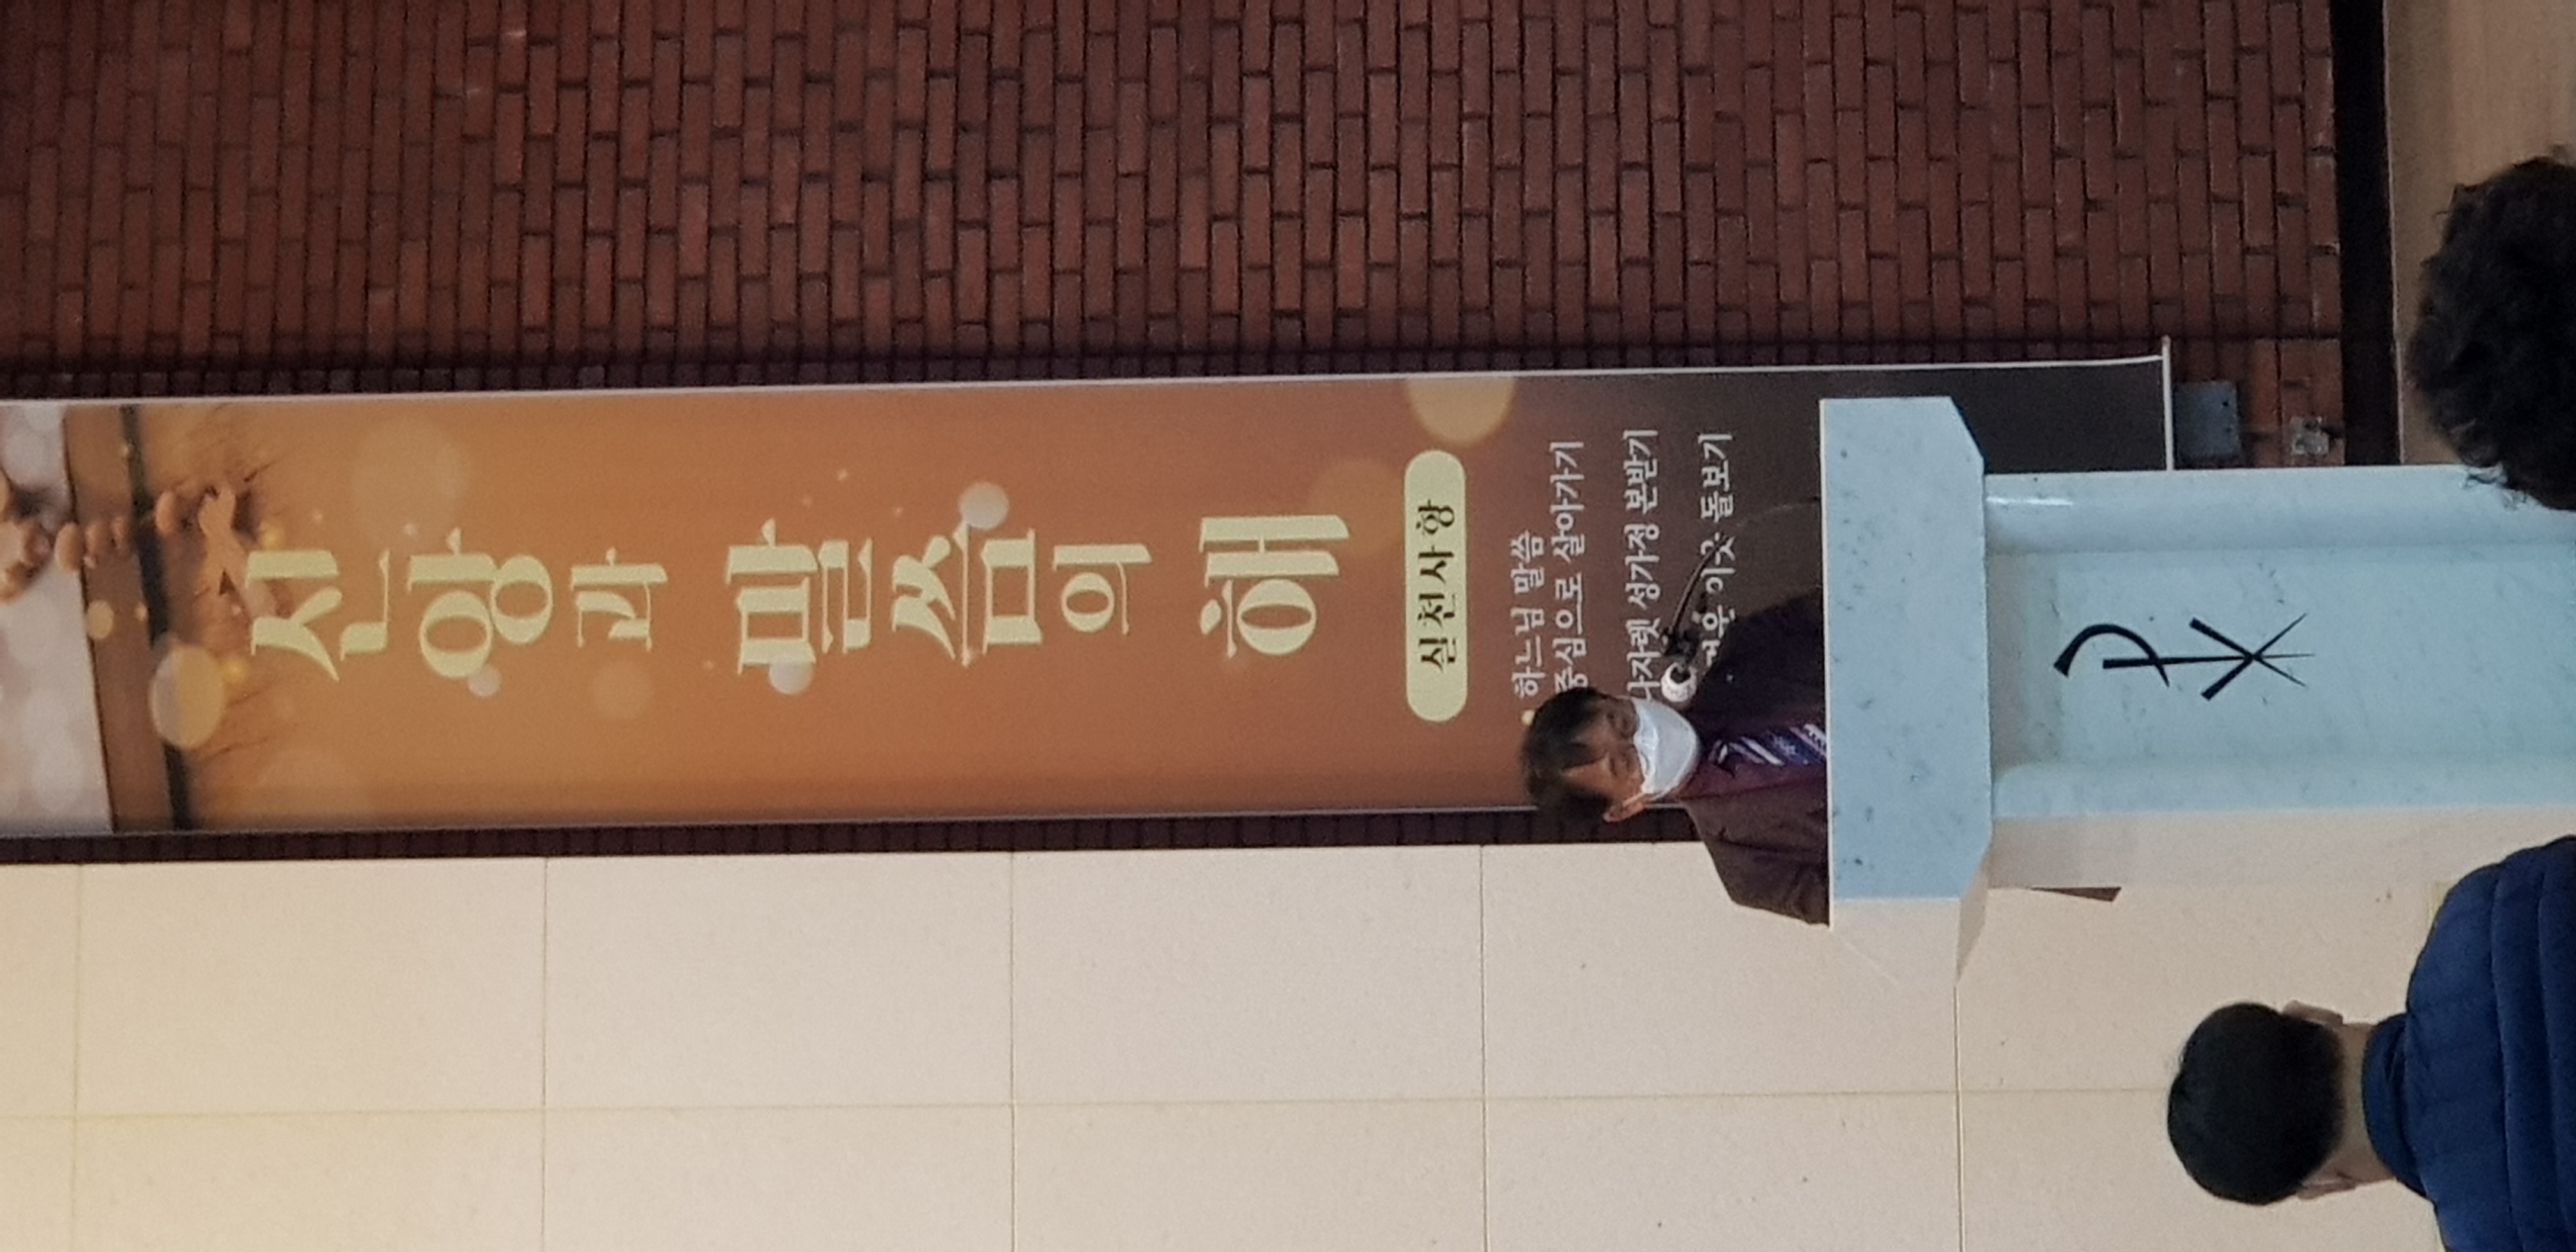 신앙과 말씀의 해
실천사항
하느님 말씀
중심으로 살아가기
나자렛 성가정 본받기
이웃 돌보기